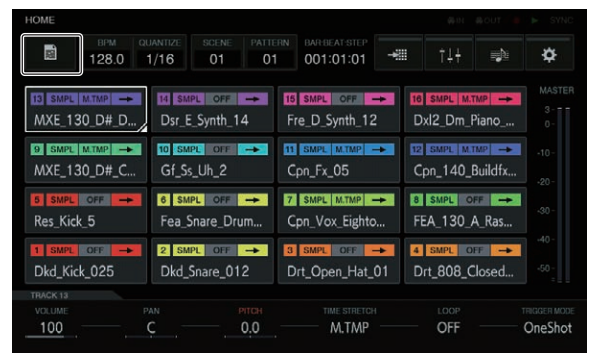 HOME IN OUT SYNC
BPM QUANTIZE SCENE PATTERN BAR:BEAT:STEP
128.0 1/16 01 01 001:01:01
13 SMPL M.TMP 14 SMPL OFF 15 SMPL OFF 16 SMPL M.TMP MASTER
MXE_130_D#_D... Dsr_E_Synth_14 Fre_D_Synth_12 Dxl2_Dm_Piano_...
3-
0-
9 SMPL M.TMP 10 SMPL OFF 11 SMPL M.TMP 12 SMPL M.TMP -10-
MXE_130_D#_C... Gf_Ss_Uh_2 Cpn_Fx_05 Cpn_140_Buildfx...
-20-
5 SMPL OFF 6 SMPL OFF 7 SMPL M.TMP 8 SMPL OFF
-30-
Res_Kick_5 Fea_Snare_Drum... Cpn_Vox_Eighto... FEA_130_A_Ras...
-40-
1 SMPL OFF 2 SMPL OFF 3 SMPL OFF 4 SMPL OFF
-50-
Dkd_Kick_025 Dkd_Snare_012 Drt_Open_Hat_01 Drt_808_Closed...
TRACK 13
VOLUME PAN PITCH TIME STRETCH LOOP TRIGGER MODE
100 C 0.0 M.TMP OFF OneShot